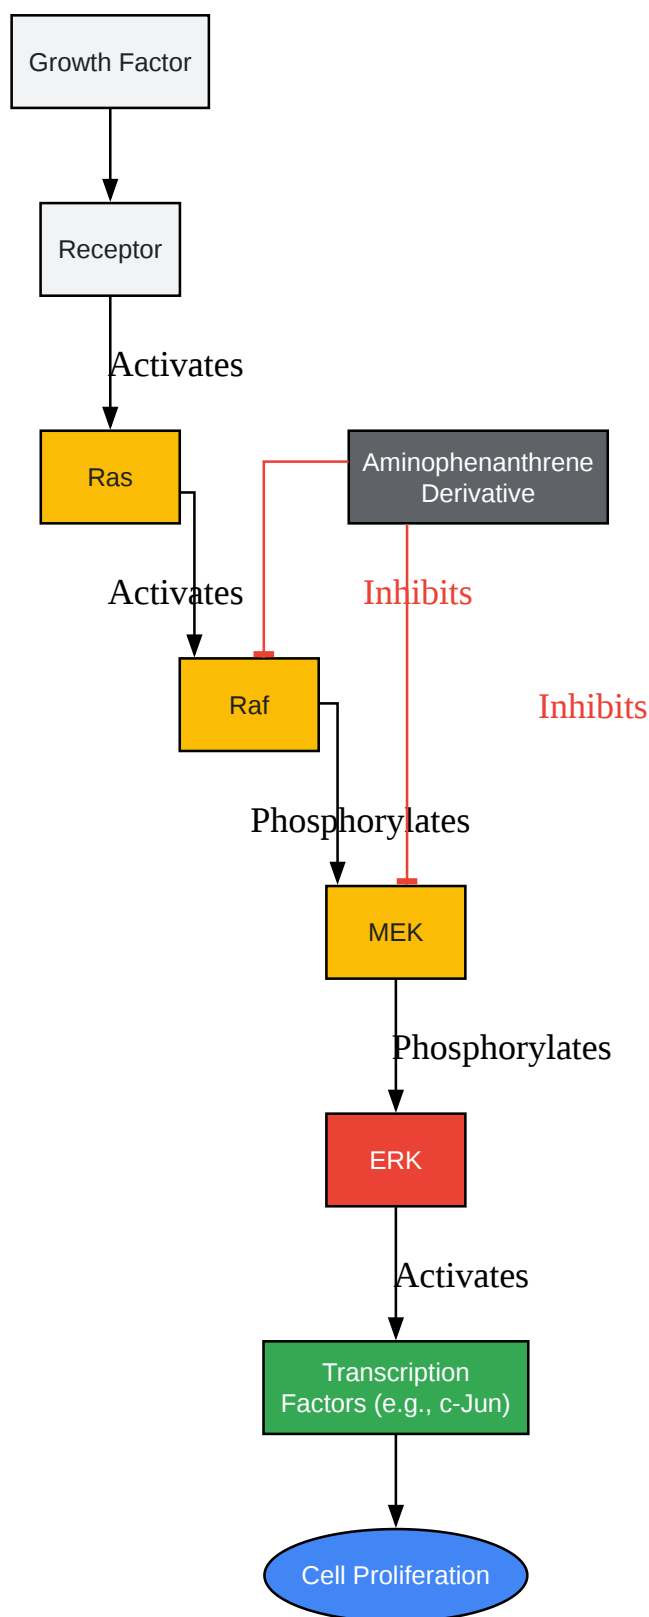 Growth Factor
Receptor
Activates
Ras
Aminophenanthrene
Derivative
Activates
Inhibits
Raf
Inhibits
Phosphorylates
MEK
Phosphorylates
ERK
Activates
Transcription
Factors (e.g., c-Jun)
Cell Proliferation